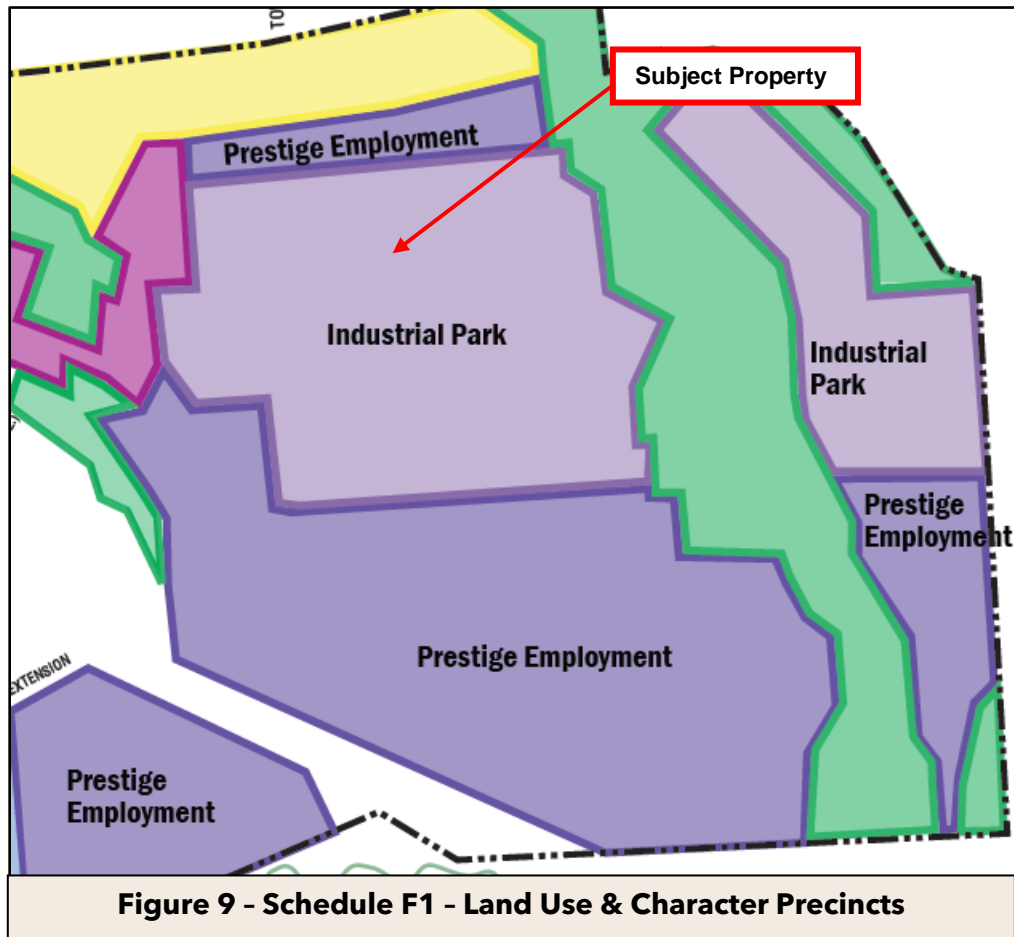 TO
Subject Property
Prestige Employment
Industrial Park
Industrial
Park
Prestige
Employment
Prestige Employment
EXTENSION
Prestige
Employment
Figure 9 – Schedule F1 – Land Use & Character Precincts